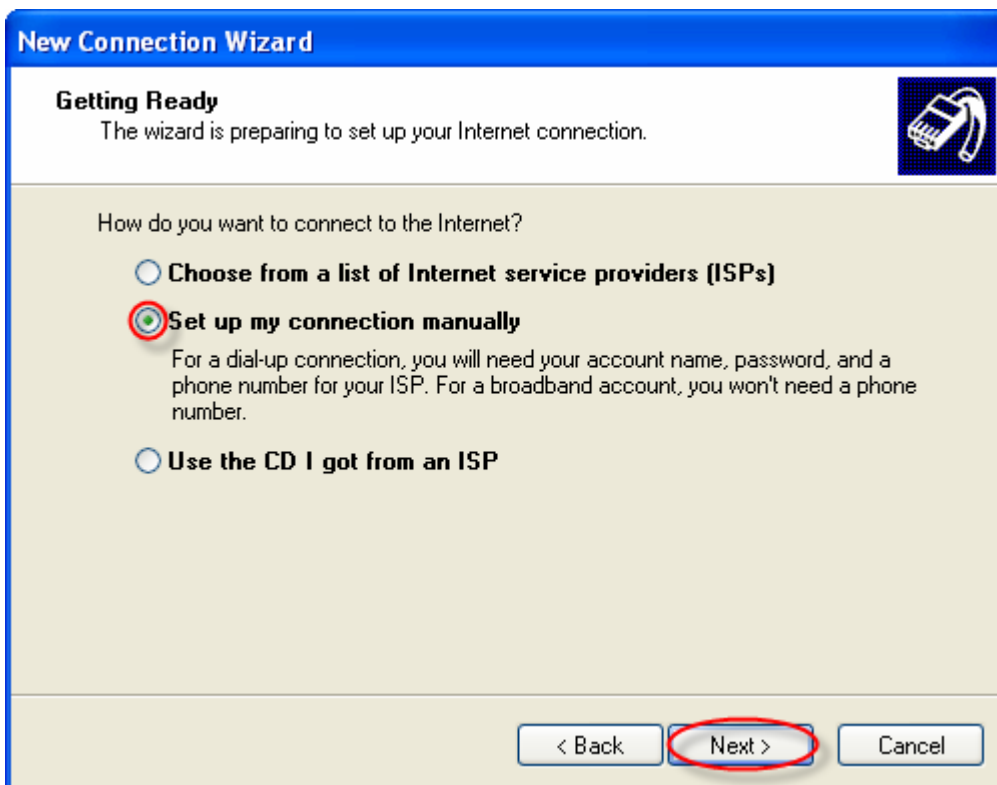 New Connection Wizard
Getting Ready
The wizard is preparing to set up your Internet connection.
How do you want to connect to the Internet?
Choose from a list of Internet service providers (ISPs)
Set up my connection manually
For a dial-up connection, you will need your account name, password, and a
phone number for your ISP. For a broadband account, you won't need a phone
number.
Use the CD I got from an ISP
< Back Next > Cancel